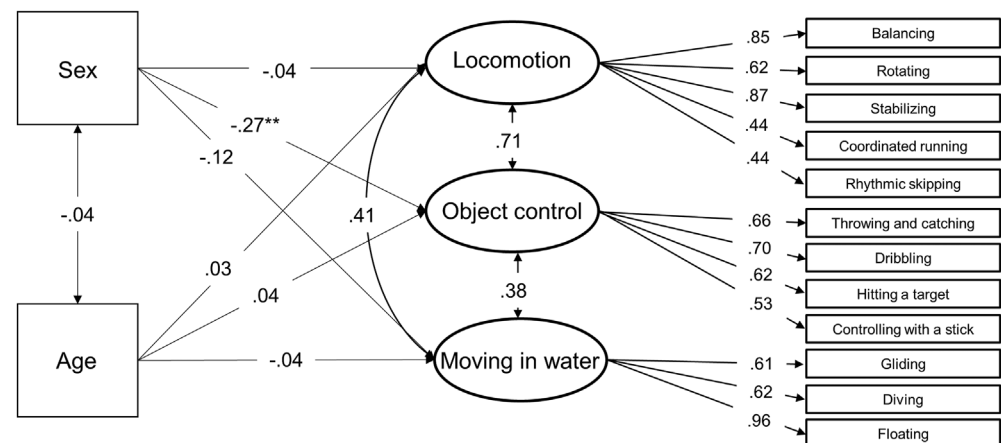 Sex
Age
-.04
-.04
-.27**
-.12
.03
.04
-.04
Locomotion
.71
.41
Object control
.38
Moving in water
.85
.62
.87
.44
.44
.66
.70
.62
.53
.61
.62
.96
Balancing
Rotating
Stabilizing
Coordinated running
Rhythmic skipping
Throwing and catching
Dribbling
Hitting a target
Controlling with a stick
Gliding
Diving
Floating